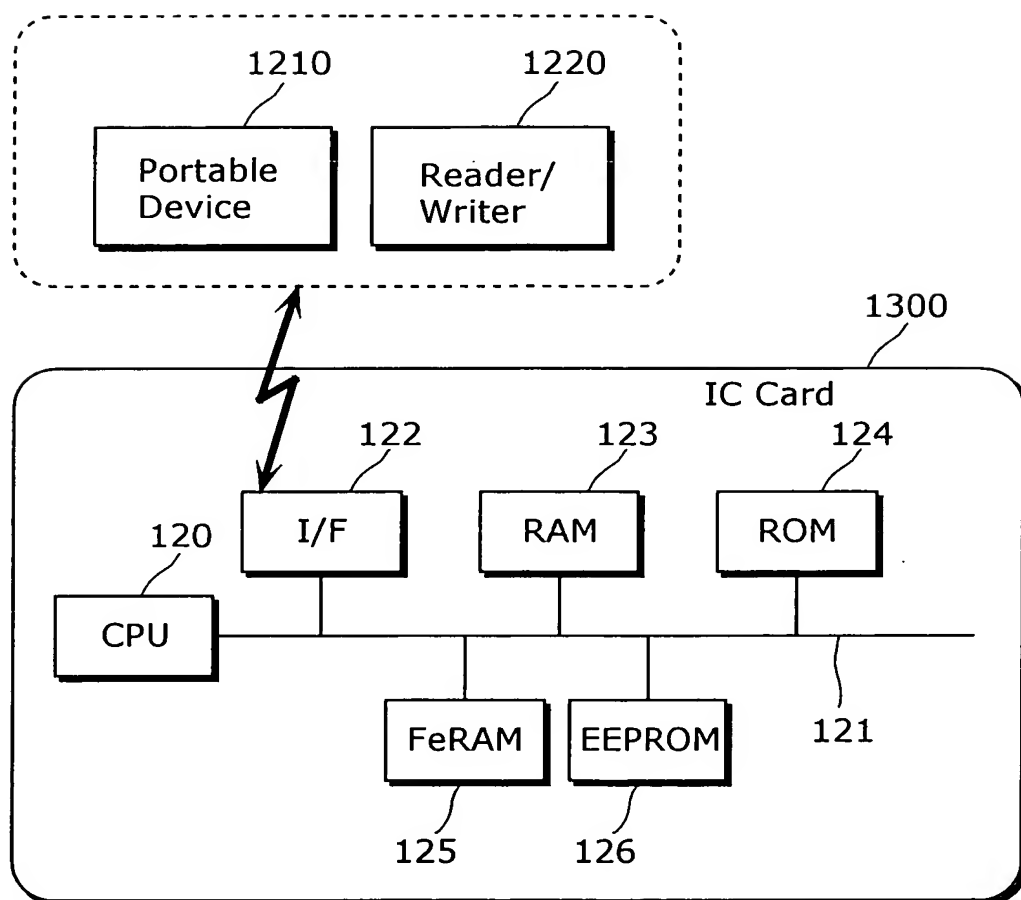 1210
1220
Portable
Device
Reader/
Writer
1300
IC Card
122
123
124
120
I/F
RAM
ROM
CPU
FeRAM
EEPROM
121
125
126